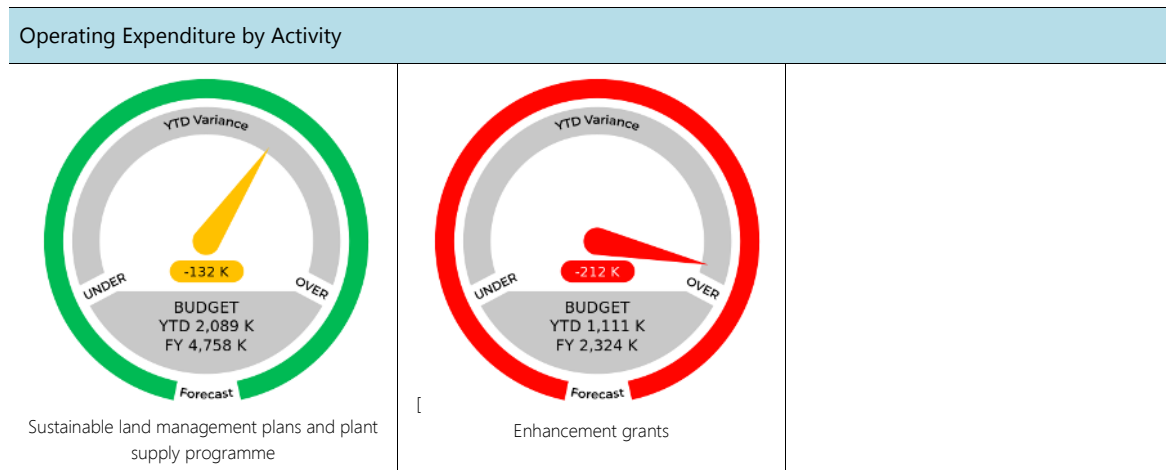 Operating Expenditure by Activity
YTD Variance
-132 K
UNDER
OVER
BUDGET
YTD 2,089 K
FY 4,758 K
Forecast
Sustainable land management plans and plant
supply programme
YTD Variance
-212 K
UNDER
OVER
BUDGET
YTD 1,111 K
FY 2,324 K
Forecast
[
Enhancement grants